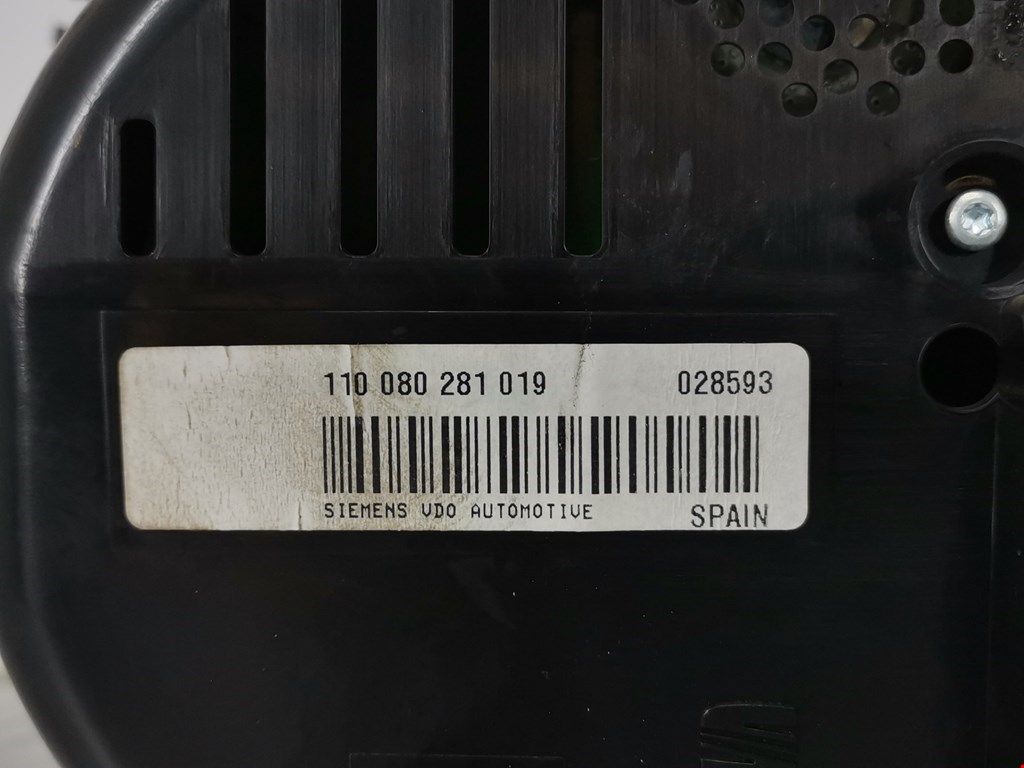 110 080 281 019 028593
SIEMENS VDO AUTOMOTIVE SPAIN